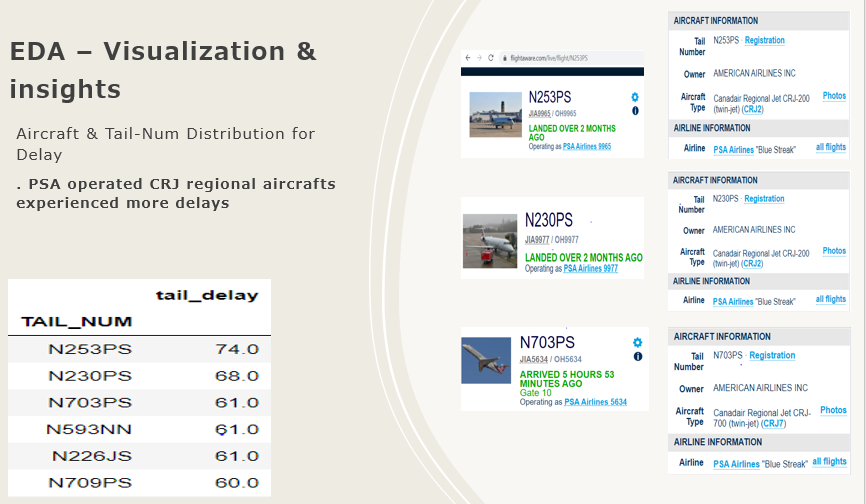 EDA – Visualization &
insights
Aircraft & Tail-Num Distribution for
Delay
. PSA operated CRJ regional aircrafts
experienced more delays
tail_delay
TAIL_NUM
N253PS 74.0
N230PS 68.0
N703PS 61.0
N593NN 61.0
N226JS 61.0
N709PS 60.0
flightaware.com/live/flight/N253PS
N253PS
JIA9965 / OH9965
LANDED OVER 2 MONTHS
AGO
Operating as PSA Airlines 9965
N230PS
JIA9977 / OH9977
LANDED OVER 2 MONTHS AGO
Operating as PSA Airlines 9977
N703PS
JIA5634 / OH5634
ARRIVED 5 HOURS 53
MINUTES AGO
Gate 10
Operating as PSA Airlines 5634
AIRCRAFT INFORMATION
Tail N253PS · Registration
Number
Owner AMERICAN AIRLINES INC
Aircraft Canadair Regional Jet CRJ-200 Photos
Type (twin-jet) (CRJ2)
AIRLINE INFORMATION
Airline PSA Airlines "Blue Streak" all flights
AIRCRAFT INFORMATION
Tail N230PS · Registration
Number
Owner AMERICAN AIRLINES INC
Aircraft Canadair Regional Jet CRJ-200 Photos
Type (twin-jet) (CRJ2)
AIRLINE INFORMATION
Airline PSA Airlines "Blue Streak" all flights
AIRCRAFT INFORMATION
Tail N703PS · Registration
Number
Owner AMERICAN AIRLINES INC
Aircraft Canadair Regional Jet CRJ- Photos
Type 700 (twin-jet) (CRJ7)
AIRLINE INFORMATION
Airline PSA Airlines "Blue Streak" all flights